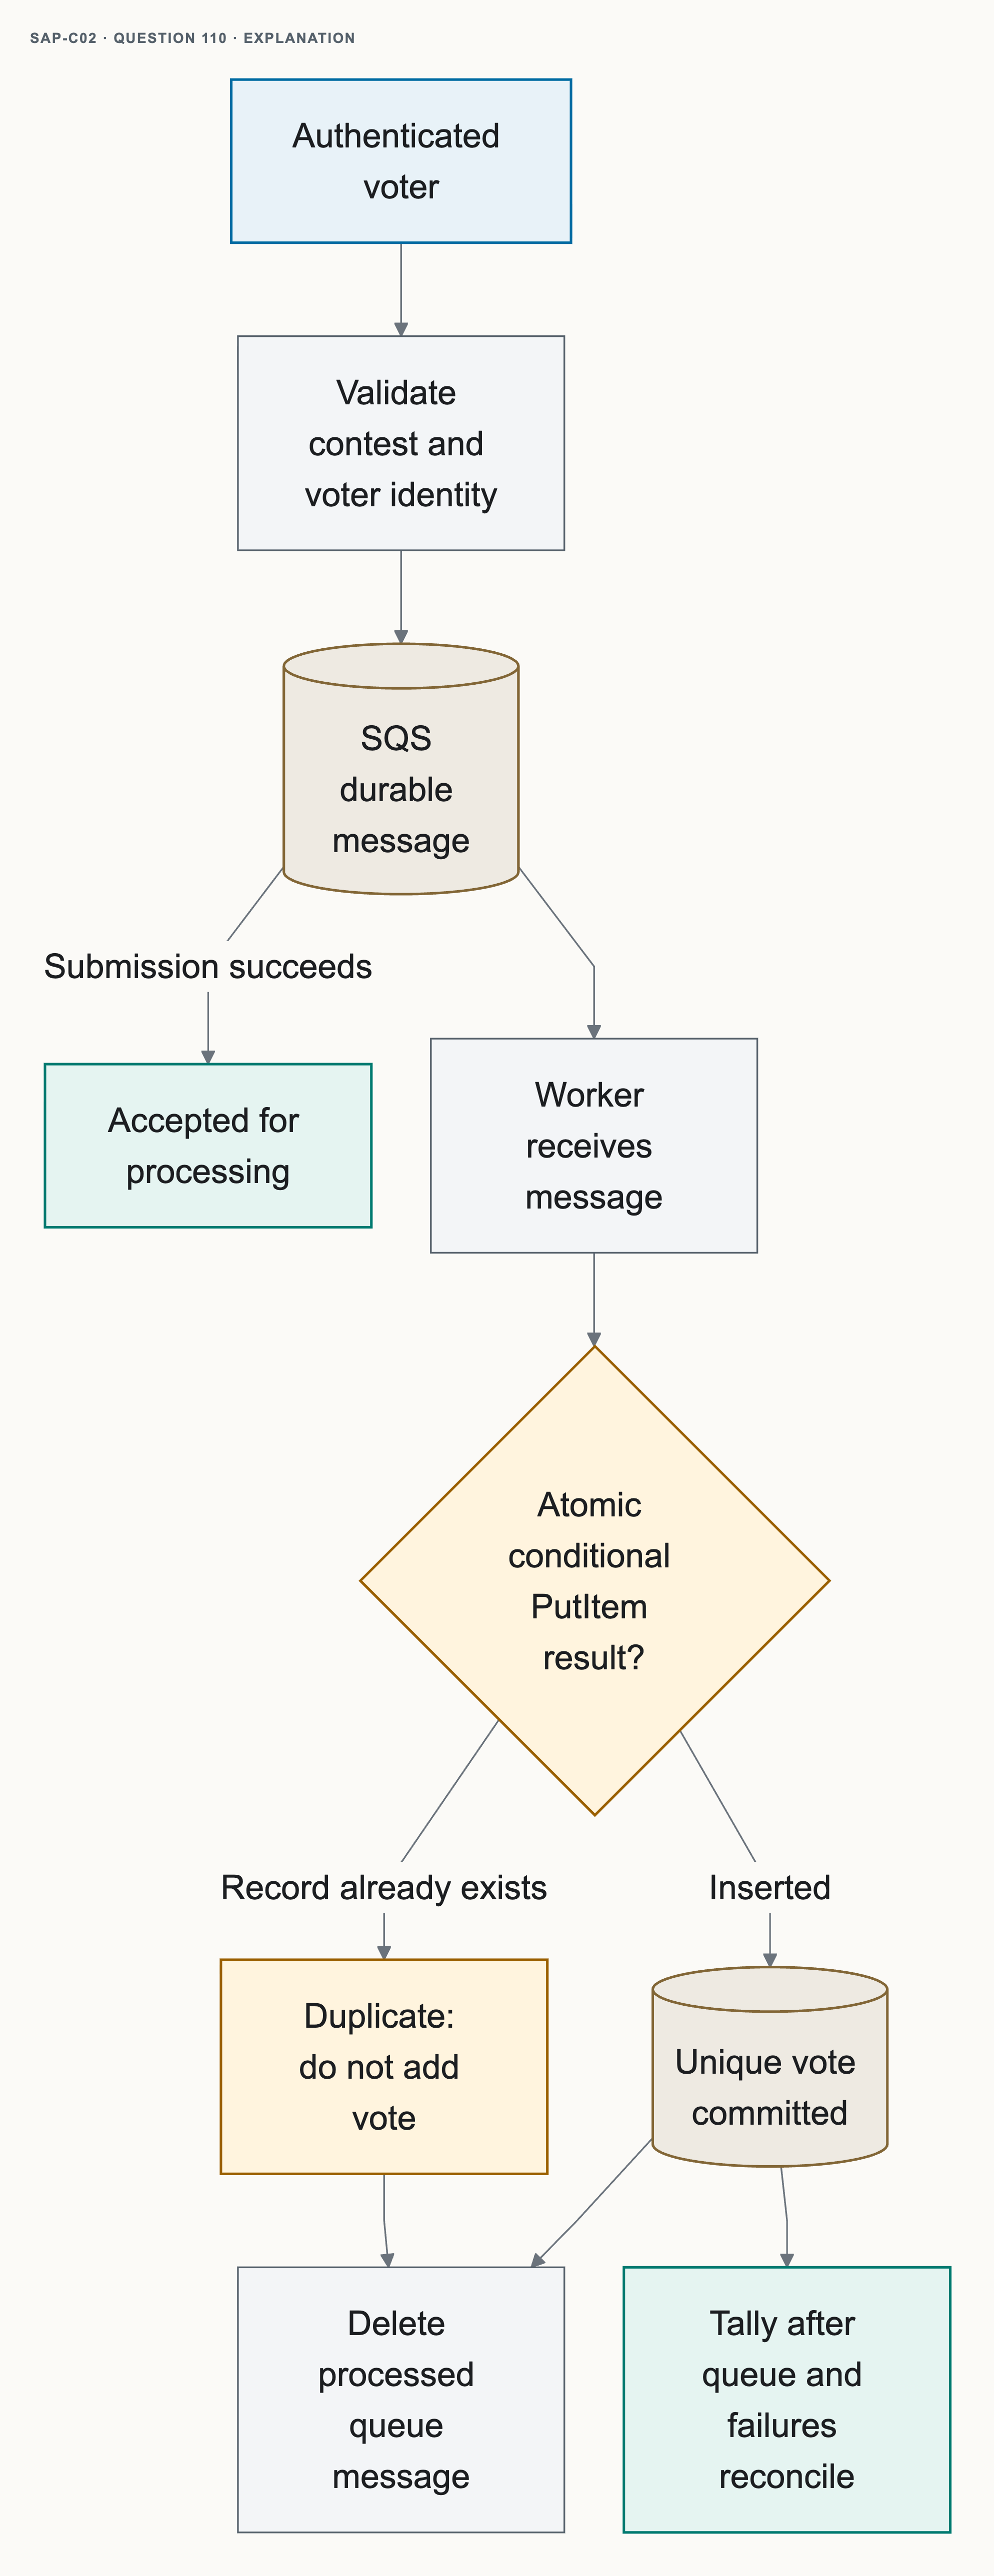 SAP-C02 · QUESTION 110 · EXPLANATION
Authenticated
voter
Validate
contest and
voter identity
SQS
durable
message
Submission succeeds
Accepted for
processing
Worker
receives
message
Atomic
conditional
PutItem
result?
Record already exists
Inserted
Duplicate:
do not add
vote
Unique vote
committed
Delete
processed
queue
message
Tally after
queue and
failures
reconcile